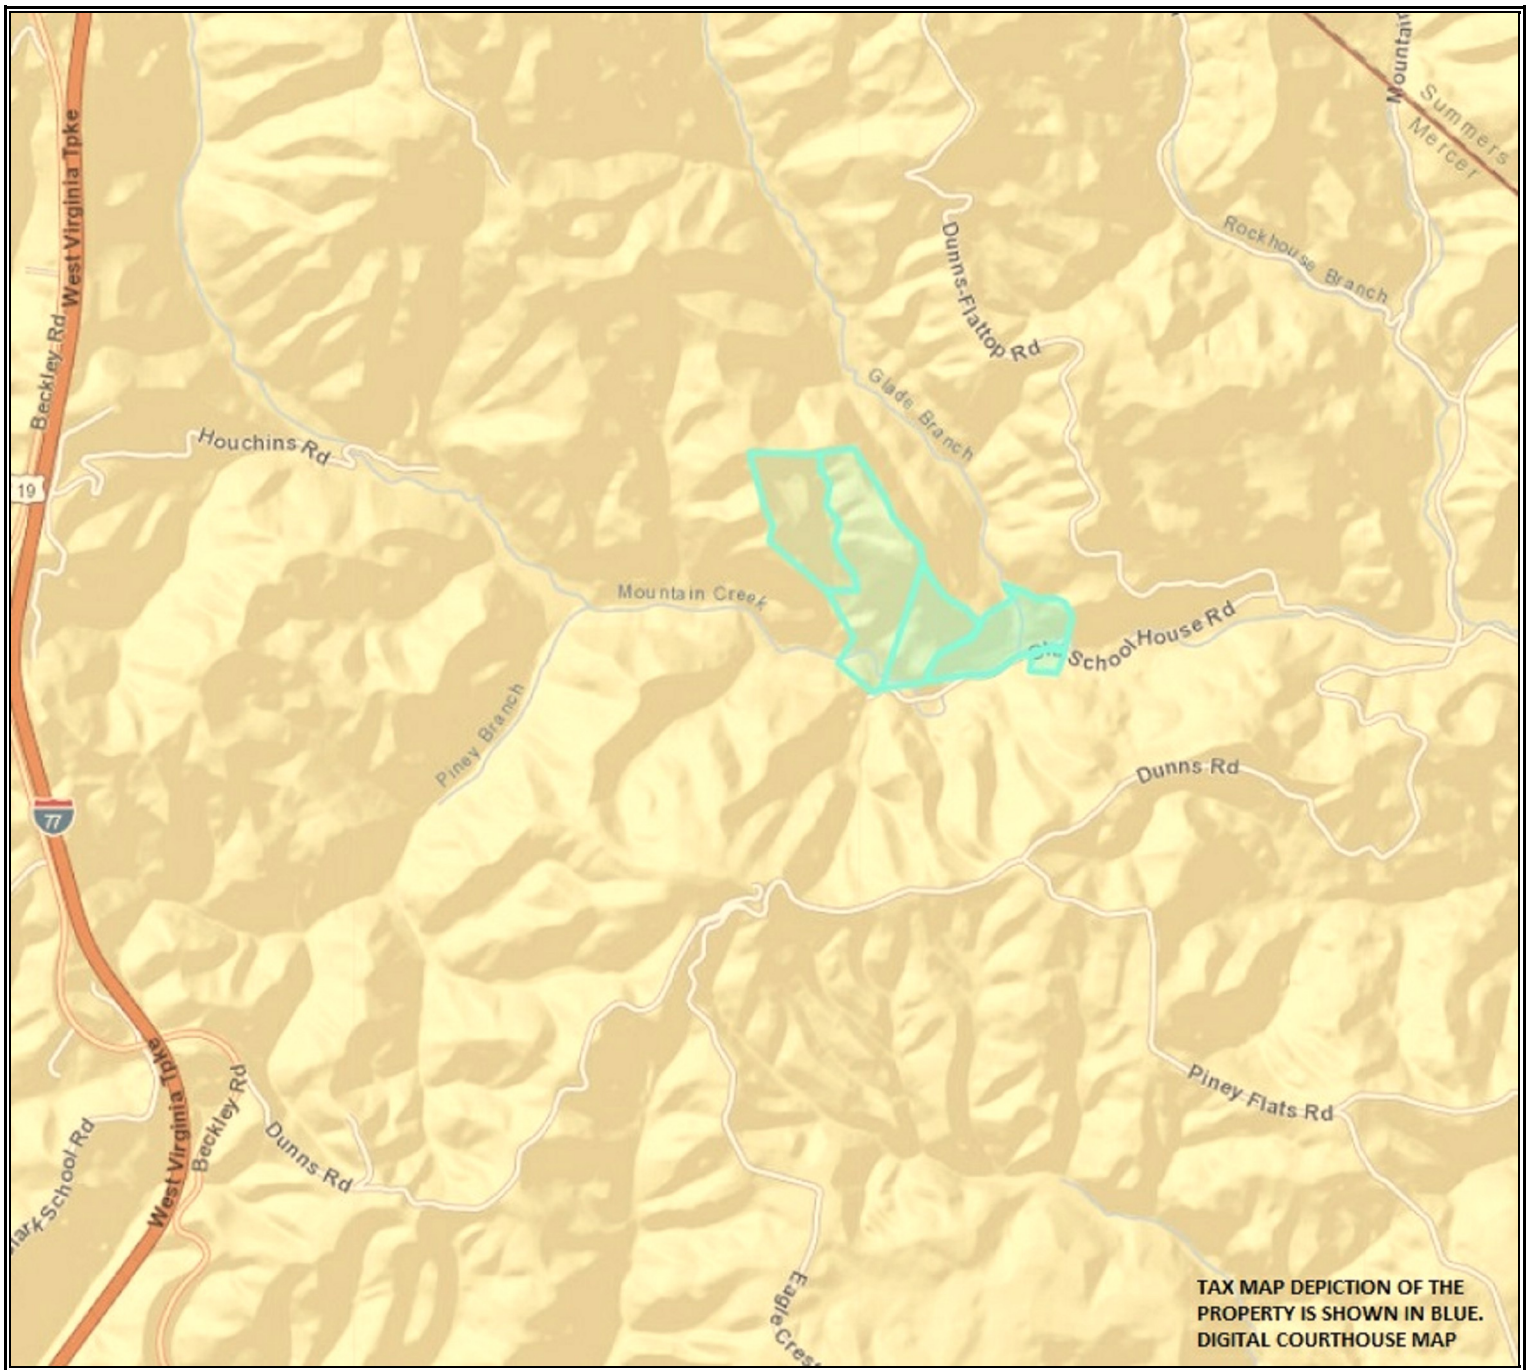 Mountain
Summers
Mercer
West Virginia Tpke
Rockhouse Branch
Dunns-Flattop Rd
Beckley Rd
Glade Branch
Houchins Rd
19
Mountain Creek
Old School House Rd
Piney Branch
Dunns Rd
77
West Virginia Tpke
Beckley Rd
Piney Flats Rd
Dunns Rd
School Rd
Eagle Crest
TAX MAP DEPICTION OF THE
PROPERTY IS SHOWN IN BLUE.
DIGITAL COURTHOUSE MAP